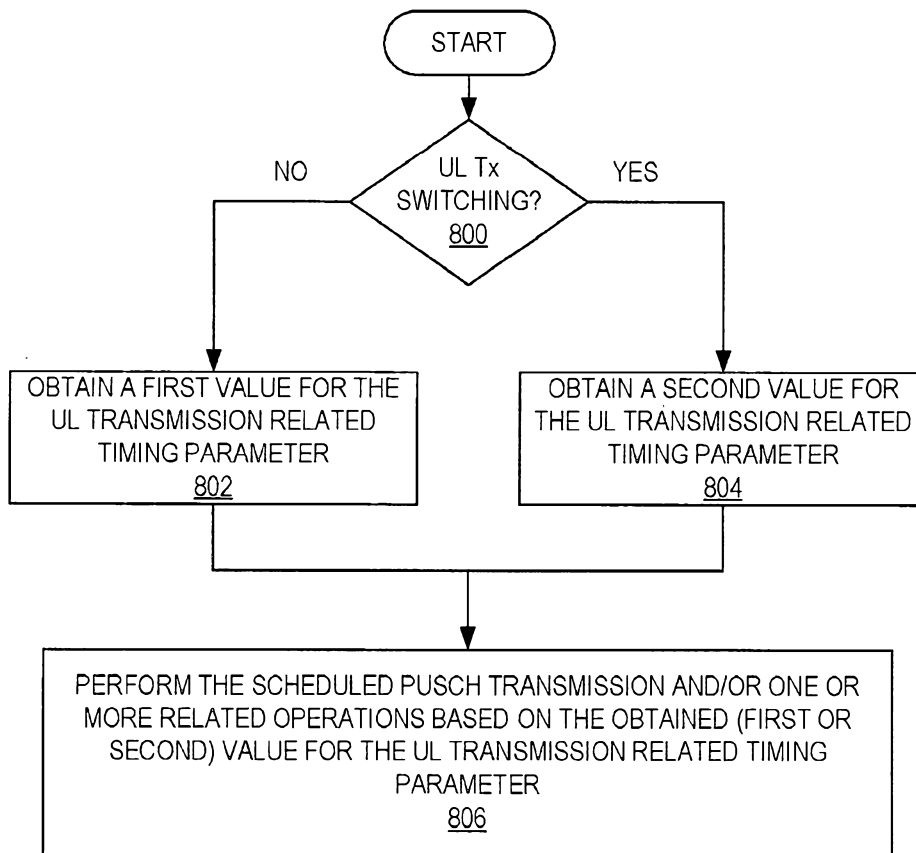 START
UL Tx
SWITCHING?
800
NO
YES
OBTAIN A FIRST VALUE FOR THE
UL TRANSMISSION RELATED
TIMING PARAMETER
802
OBTAIN A SECOND VALUE FOR
THE UL TRANSMISSION RELATED
TIMING PARAMETER
804
PERFORM THE SCHEDULED PUSCH TRANSMISSION AND/OR ONE OR
MORE RELATED OPERATIONS BASED ON THE OBTAINED (FIRST OR
SECOND) VALUE FOR THE UL TRANSMISSION RELATED TIMING
PARAMETER
806